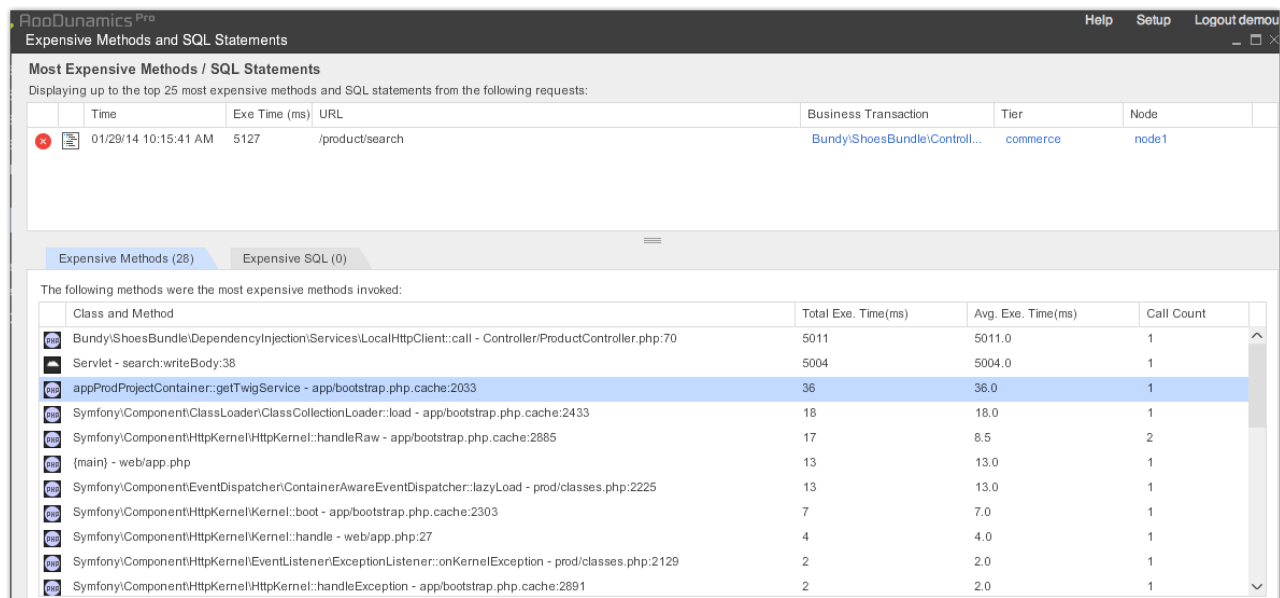 AppDynamics Pro
Help Setup Logout demou
Expensive Methods and SQL Statements
Most Expensive Methods / SQL Statements
Displaying up to the top 25 most expensive methods and SQL statements from the following requests:
Time Exe Time (ms) URL Business Transaction Tier Node
01/29/14 10:15:41 AM 5127 /product/search Bundy\ShoesBundle\Controll... commerce node1
Expensive Methods (28) Expensive SQL (0)
The following methods were the most expensive methods invoked:
Class and Method Total Exe. Time(ms) Avg. Exe. Time(ms) Call Count
php Bundy\ShoesBundle\DependencyInjection\Services\LocalHttpClient::call - Controller/ProductController.php:70 5011 5011.0 1
Servlet - search:writeBody:38 5004 5004.0 1
php appProdProjectContainer::getTwigService - app/bootstrap.php.cache:2033 36 36.0 1
php Symfony\Component\ClassLoader\ClassCollectionLoader::load - app/bootstrap.php.cache:2433 18 18.0 1
php Symfony\Component\HttpKernel\HttpKernel::handleRaw - app/bootstrap.php.cache:2885 17 8.5 2
php {main} - web/app.php 13 13.0 1
php Symfony\Component\EventDispatcher\ContainerAwareEventDispatcher::lazyLoad - prod/classes.php:2225 13 13.0 1
php Symfony\Component\HttpKernel\Kernel::boot - app/bootstrap.php.cache:2303 7 7.0 1
php Symfony\Component\HttpKernel\Kernel::handle - web/app.php:27 4 4.0 1
php Symfony\Component\HttpKernel\EventListener\ExceptionListener::onKernelException - prod/classes.php:2129 2 2.0 1
php Symfony\Component\HttpKernel\HttpKernel::handleException - app/bootstrap.php.cache:2891 2 2.0 1